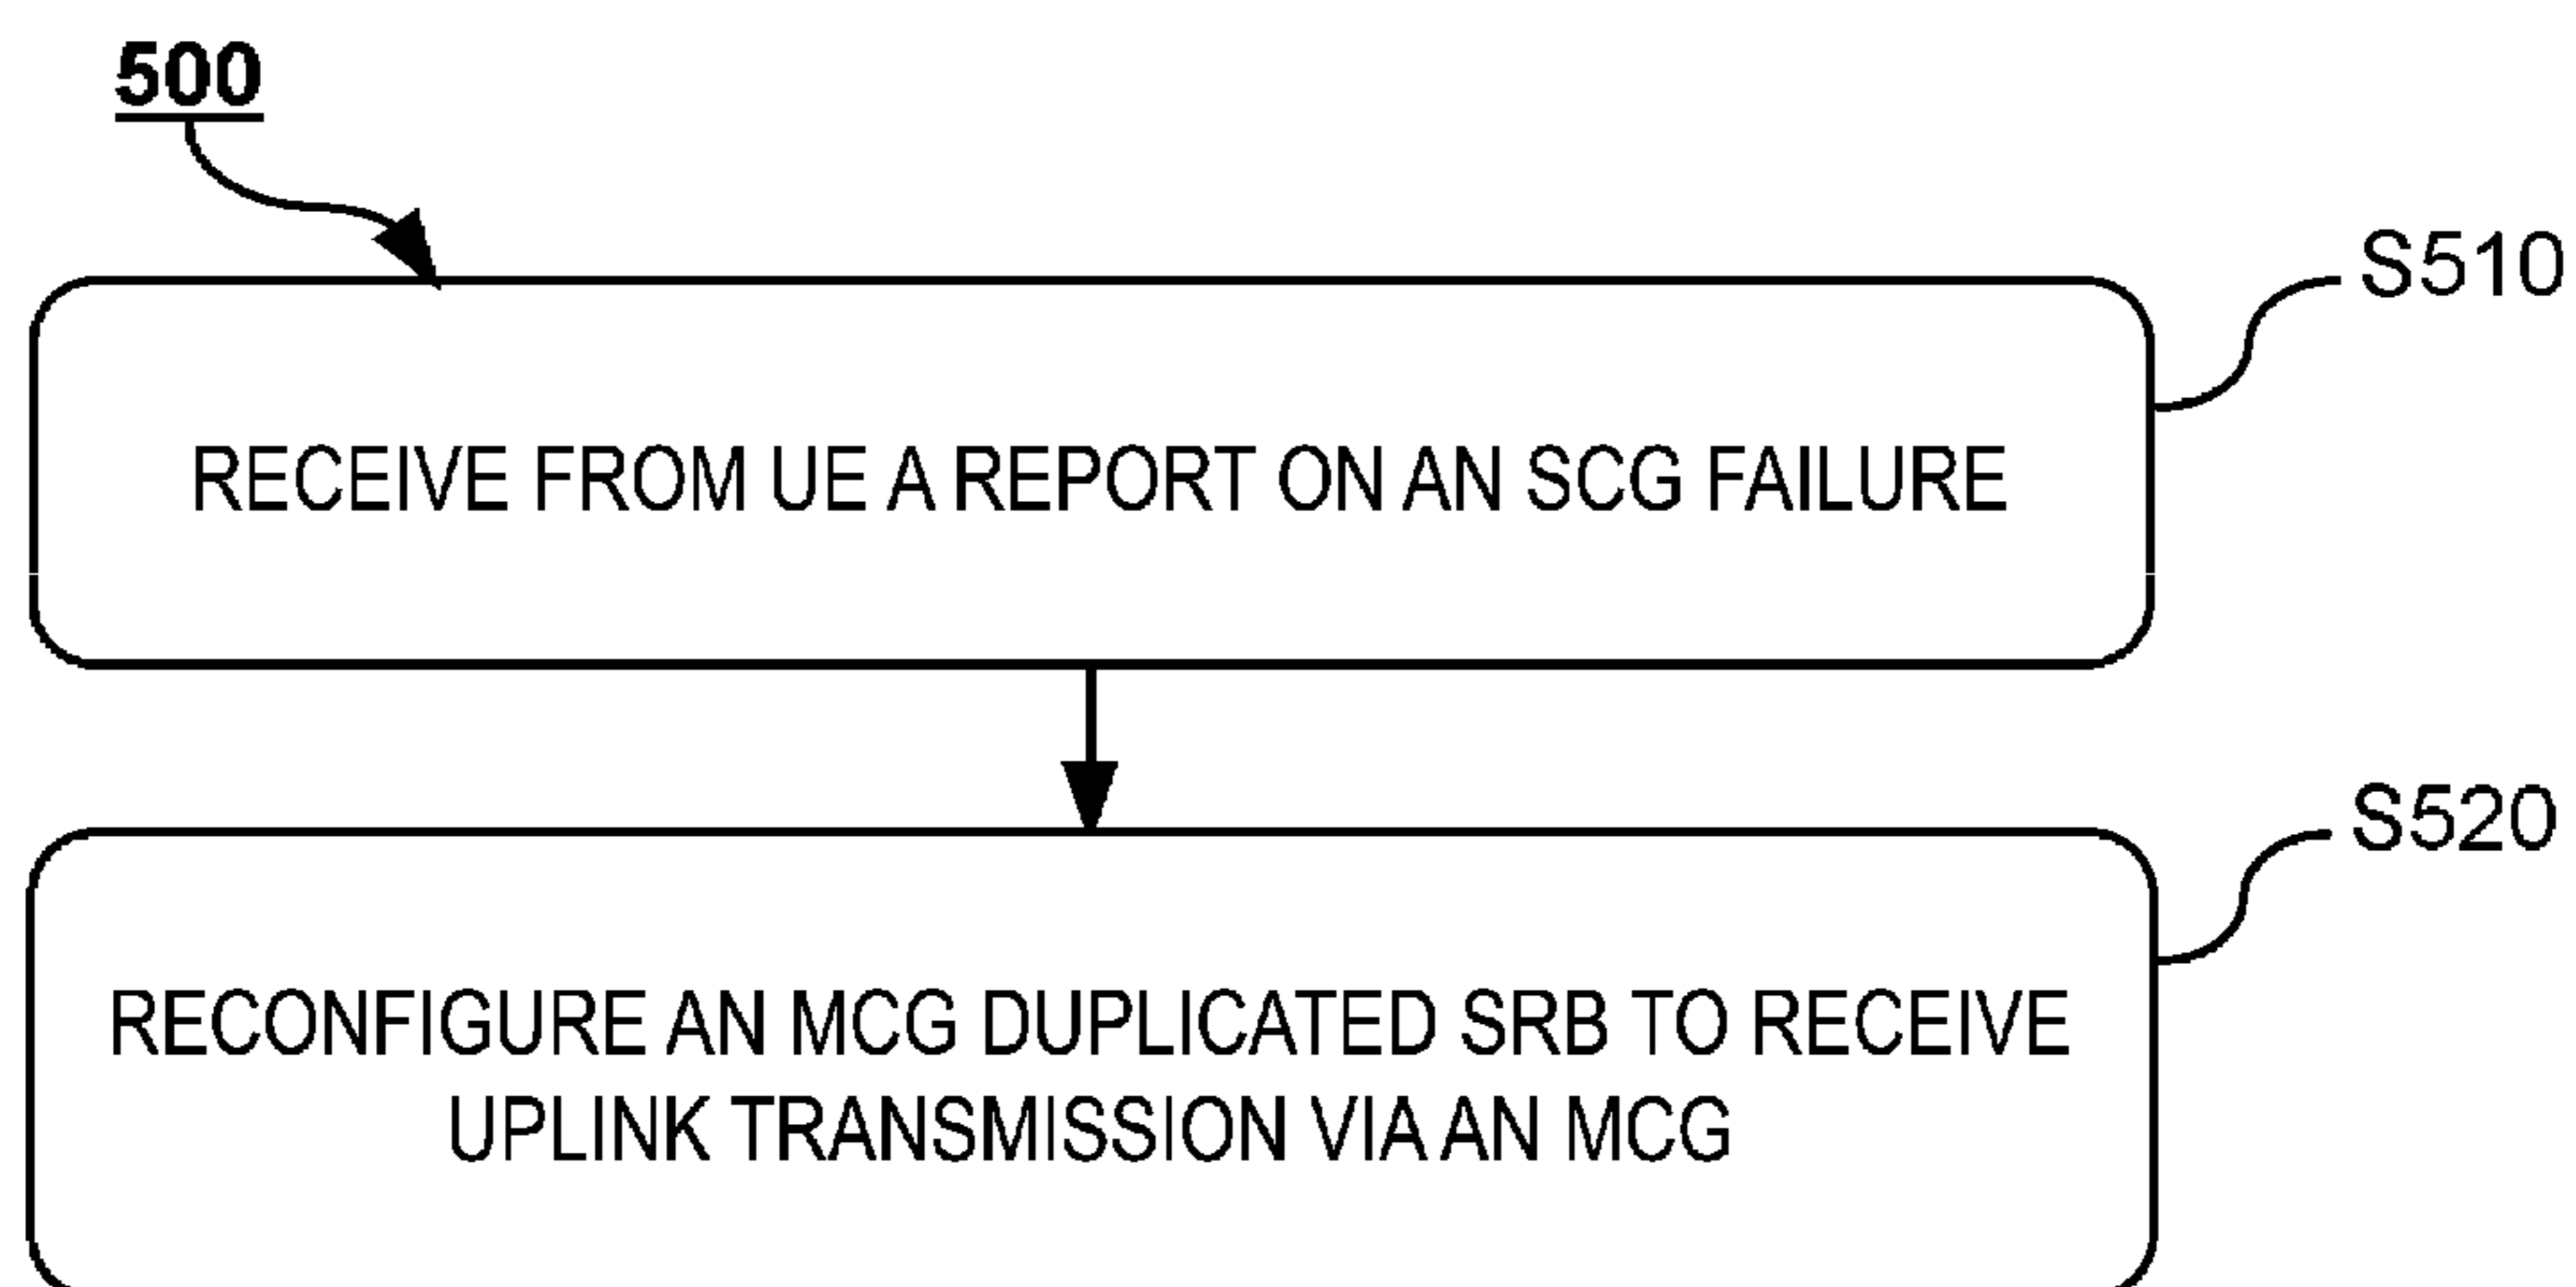 500
S510
RECEIVE FROM UE A REPORT ON AN SCG FAILURE
S520
RECONFIGURE AN MCG DUPLICATED SRB TO RECEIVE
UPLINK TRANSMISSION VIA AN MCG